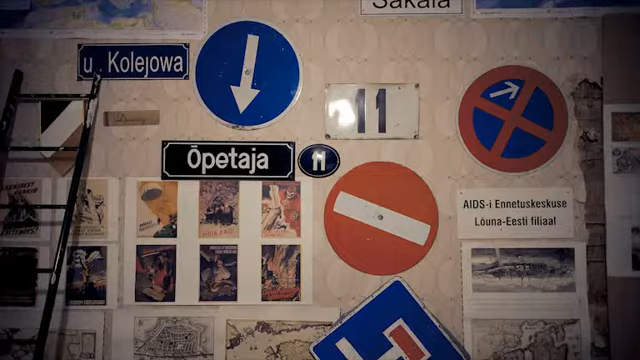 Sakala
u. Kolejowa
11
Õpetaja
11
AIDS-i Ennetuskeskuse
Lõuna-Eesti filiaal